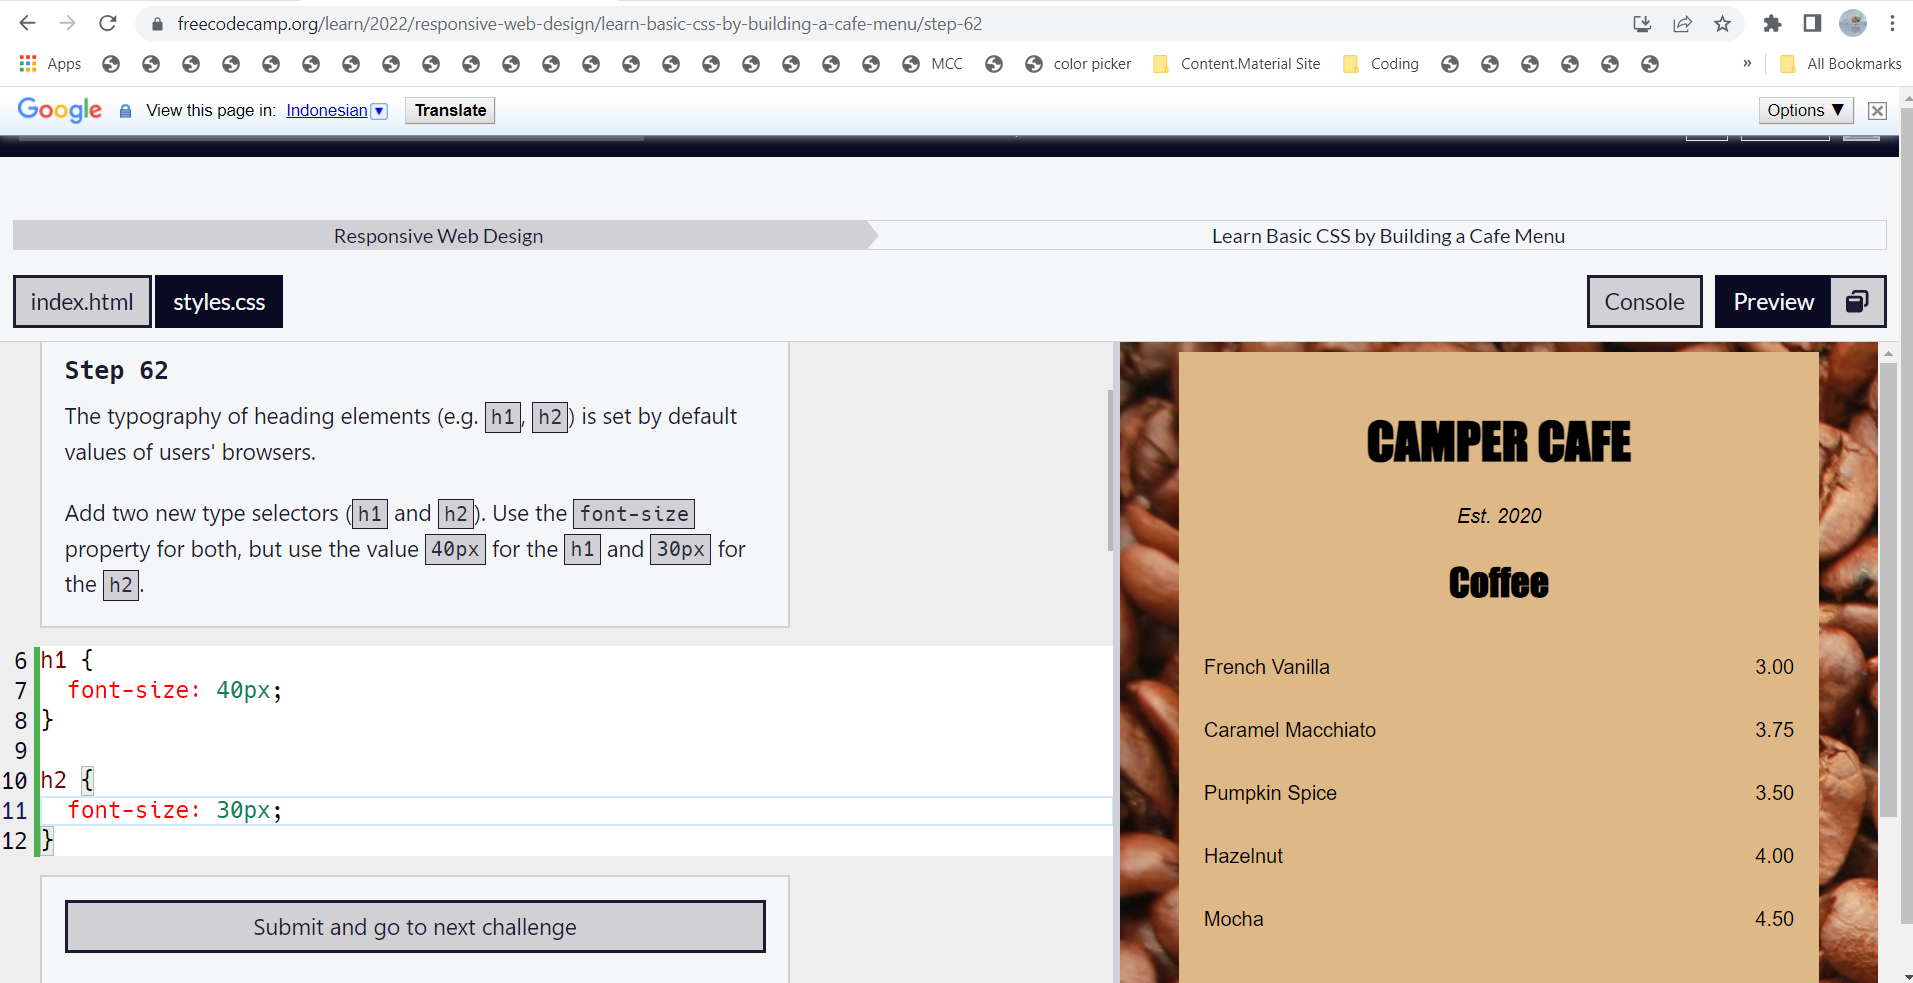 freecodecamp.org/learn/2022/responsive-web-design/learn-basic-css-by-building-a-cafe-menu/step-62
Apps MCC color picker Content.Material Site Coding » All Bookmarks
Google View this page in: Indonesian Translate Options ▼
Responsive Web Design Learn Basic CSS by Building a Cafe Menu
index.html styles.css Console Preview
Step 62
The typography of heading elements (e.g. h1, h2) is set by default
values of users' browsers.
Add two new type selectors (h1 and h2). Use the font-size
property for both, but use the value 40px for the h1 and 30px for
the h2.
6 h1 {
7 font-size: 40px;
8 }
9
10 h2 {
11 font-size: 30px;
12 }
Submit and go to next challenge
CAMPER CAFE
Est. 2020
Coffee
French Vanilla 3.00
Caramel Macchiato 3.75
Pumpkin Spice 3.50
Hazelnut 4.00
Mocha 4.50